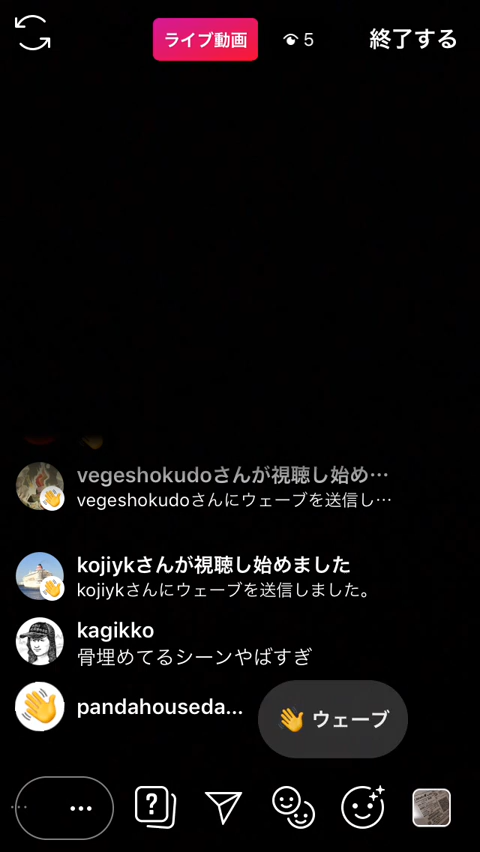 ライブ動画
5
終了する
vegeshokudoさんが視聴し始め…
vegeshokudoさんにウェーブを送信し…
kojiykさんが視聴し始めました
kojiykさんにウェーブを送信しました。
kagikko
骨埋めてるシーンやばすぎ
pandahouseda...
ウェーブ